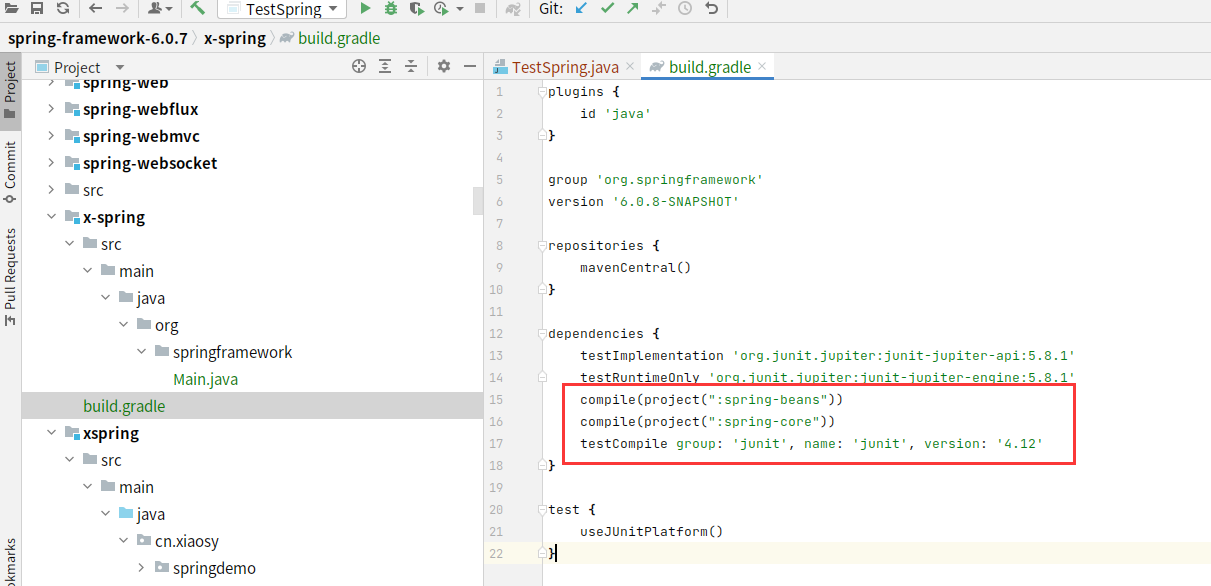 TestSpring
Git:
spring-framework-6.0.7
x-spring
build.gradle
Project
Commit
Pull Requests
Project
spring-web
spring-webflux
spring-webmvc
spring-websocket
src
x-spring
src
main
java
org
springframework
Main.java
build.gradle
xspring
src
main
java
cn.xiaosy
springdemo
TestSpring.java
build.gradle
1 plugins {
2 id 'java'
3 }
4
5 group 'org.springframework'
6 version '6.0.8-SNAPSHOT'
7
8 repositories {
9 mavenCentral()
10 }
11
12 dependencies {
13 testImplementation 'org.junit.jupiter:junit-jupiter-api:5.8.1'
14 testRuntimeOnly 'org.junit.jupiter:junit-jupiter-engine:5.8.1'
15 compile(project(":spring-beans"))
16 compile(project(":spring-core"))
17 testCompile group: 'junit', name: 'junit', version: '4.12'
18 }
19
20 test {
21 useJUnitPlatform()
22 }